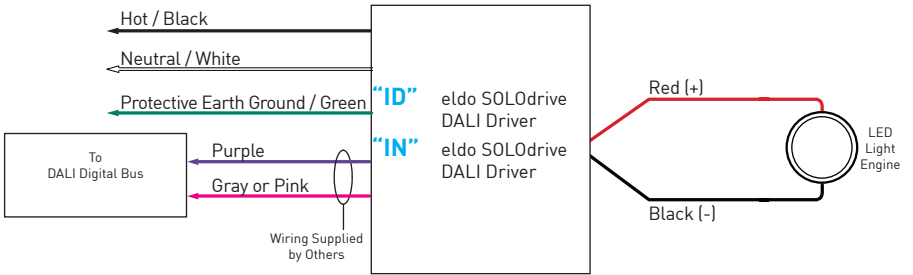 Hot / Black
Neutral / White
Protective Earth Ground / Green
"ID" eldo SOLOdrive
DALI Driver
"IN" eldo SOLOdrive
DALI Driver
To
DALI Digital Bus
Purple
Gray or Pink
Wiring Supplied
by Others
Red (+)
LED
Light
Engine
Black (-)